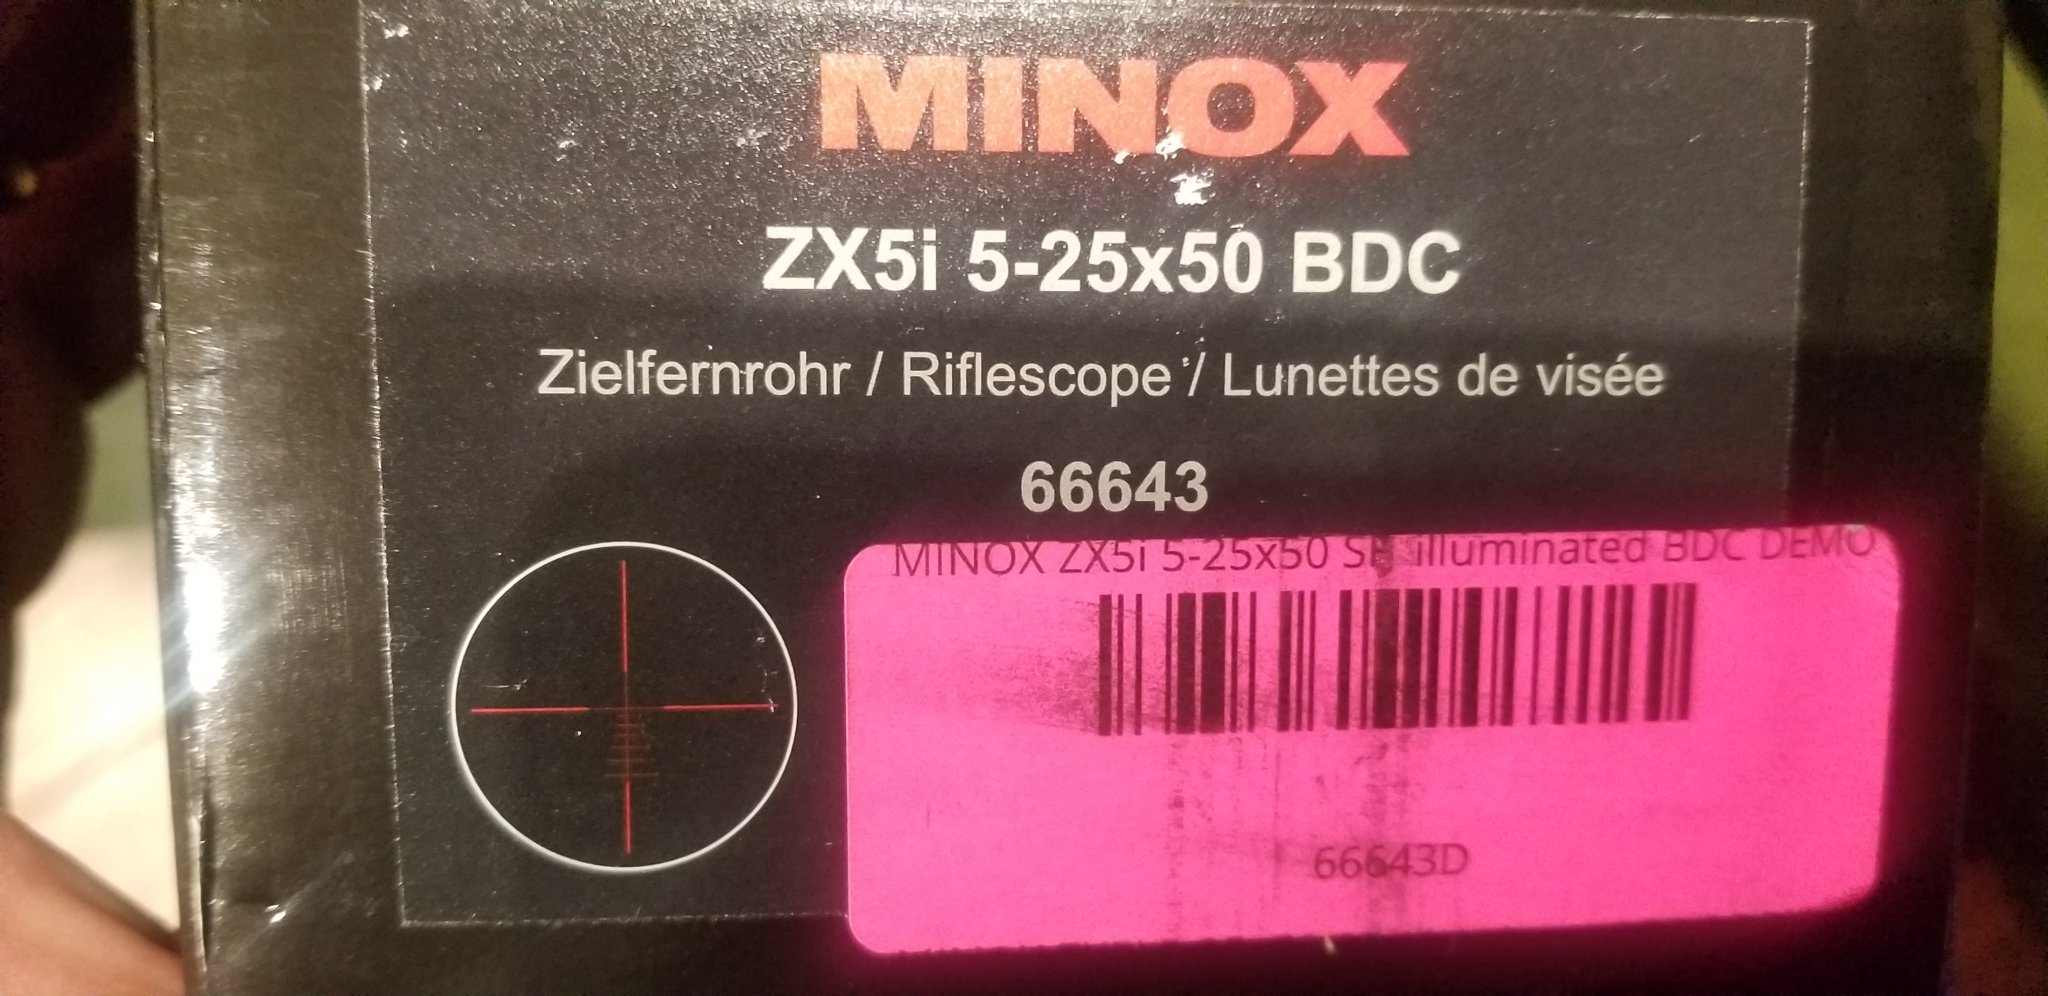 MINOX
ZX5i 5-25x50 BDC
Zielfernrohr / Riflescope / Lunettes de visée
66643
MINOX ZX5i 5-25x50 SF illuminated BDC DEMO
66643D